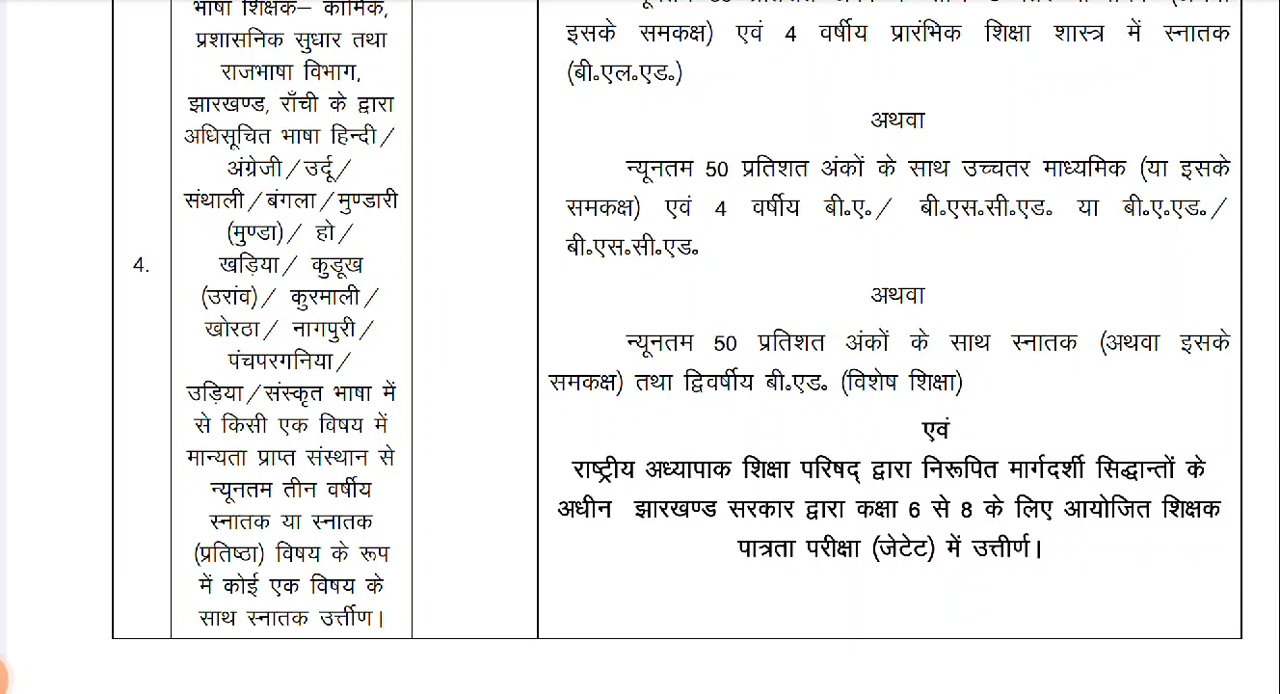 4.
भाषा शिक्षक– कार्मिक,
प्रशासनिक सुधार तथा
राजभाषा विभाग,
झारखण्ड, राँची के द्वारा
अधिसूचित भाषा हिन्दी/
अंग्रेजी/उर्दू/
संथाली/बंगला/मुण्डारी
(मुण्डा)/ हो/
खड़िया/ कुडूख
(उरांव)/ कुरमाली/
खोरठा/ नागपुरी/
पंचपरगनिया/
उड़िया/संस्कृत भाषा में
से किसी एक विषय में
मान्यता प्राप्त संस्थान से
न्यूनतम तीन वर्षीय
स्नातक या स्नातक
(प्रतिष्ठा) विषय के रूप
में कोई एक विषय के
साथ स्नातक उर्त्तीण।
इसके समकक्ष) एवं 4 वर्षीय प्रारंभिक शिक्षा शास्त्र में स्नातक
(बी॰एल॰एड॰)
अथवा
न्यूनतम 50 प्रतिशत अंकों के साथ उच्चतर माध्यमिक (या इसके
समकक्ष) एवं 4 वर्षीय बी॰ए॰/ बी॰एस॰सी॰एड॰ या बी॰ए॰एड॰/
बी॰एस॰सी॰एड॰
अथवा
न्यूनतम 50 प्रतिशत अंकों के साथ स्नातक (अथवा इसके
समकक्ष) तथा द्विवर्षीय बी॰एड॰ (विशेष शिक्षा)
एवं
राष्ट्रीय अध्यापाक शिक्षा परिषद् द्वारा निरूपित मार्गदर्शी सिद्धान्तों के
अधीन झारखण्ड सरकार द्वारा कक्षा 6 से 8 के लिए आयोजित शिक्षक
पात्रता परीक्षा (जेटेट) में उत्तीर्ण।